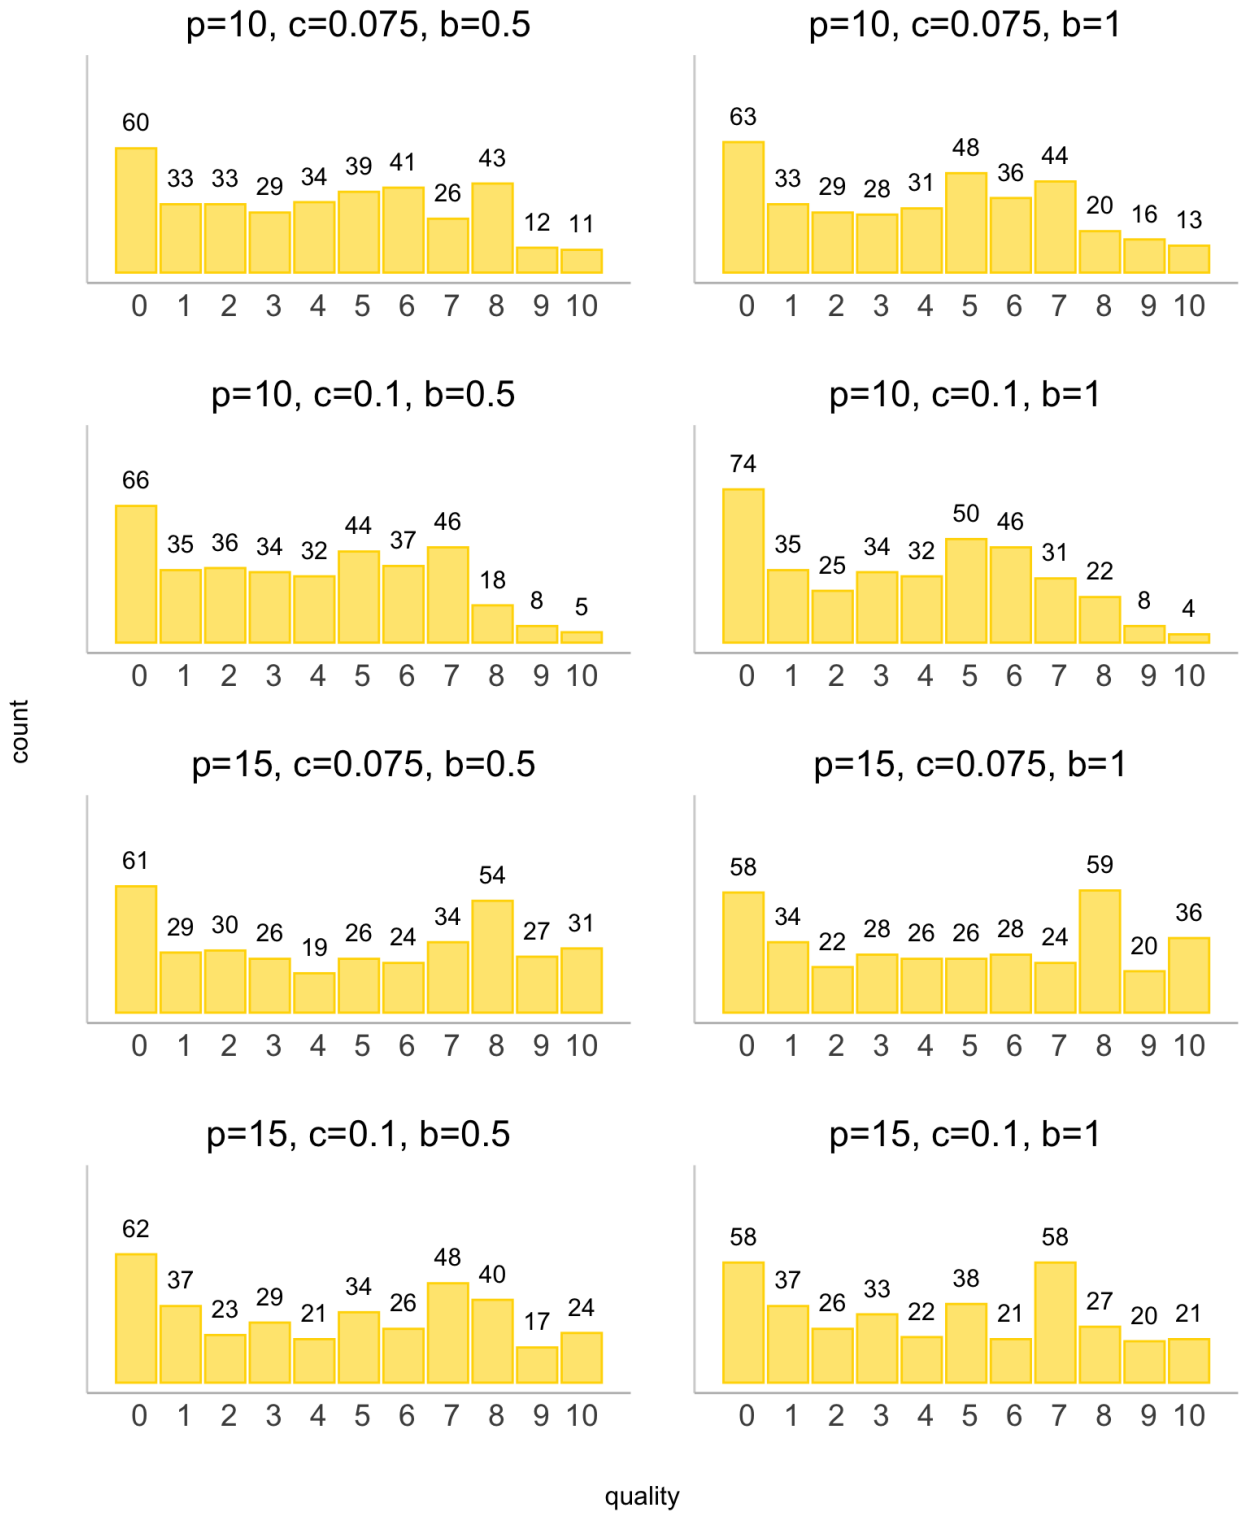 p=10, c=0.075, b=0.5
60 33 33 29 34 39 41 26 43 12 11
0 1 2 3 4 5 6 7 8 9 10
p=10, c=0.075, b=1
63 33 29 28 31 48 36 44 20 16 13
0 1 2 3 4 5 6 7 8 9 10
p=10, c=0.1, b=0.5
66 35 36 34 32 44 37 46 18 8 5
0 1 2 3 4 5 6 7 8 9 10
p=10, c=0.1, b=1
74 35 25 34 32 50 46 31 22 8 4
0 1 2 3 4 5 6 7 8 9 10
count
p=15, c=0.075, b=0.5
61 29 30 26 19 26 24 34 54 27 31
0 1 2 3 4 5 6 7 8 9 10
p=15, c=0.075, b=1
58 34 22 28 26 26 28 24 59 20 36
0 1 2 3 4 5 6 7 8 9 10
p=15, c=0.1, b=0.5
62 37 23 29 21 34 26 48 40 17 24
0 1 2 3 4 5 6 7 8 9 10
p=15, c=0.1, b=1
58 37 26 33 22 38 21 58 27 20 21
0 1 2 3 4 5 6 7 8 9 10
quality